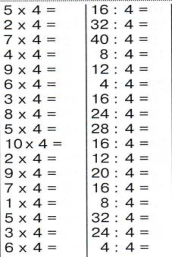 5 x 4 =
2 x 4 =
7 x 4 =
4 x 4 =
9 x 4 =
6 x 4 =
3 x 4 =
8 x 4 =
5 x 4 =
10x 4 =
2 x 4 =
9 x 4 =
7 x 4 =
1 x 4 =
5 x 4 =
3 x 4 =
6 x 4 =
16 : 4 =
32 : 4 =
40 : 4 =
8 : 4 =
12 : 4 =
4 : 4 =
16 : 4 =
24 : 4 =
28 : 4 =
16 : 4 =
12 : 4 =
20 : 4 =
16 : 4 =
8 : 4 =
32 : 4 =
24 : 4 =
4 : 4 =